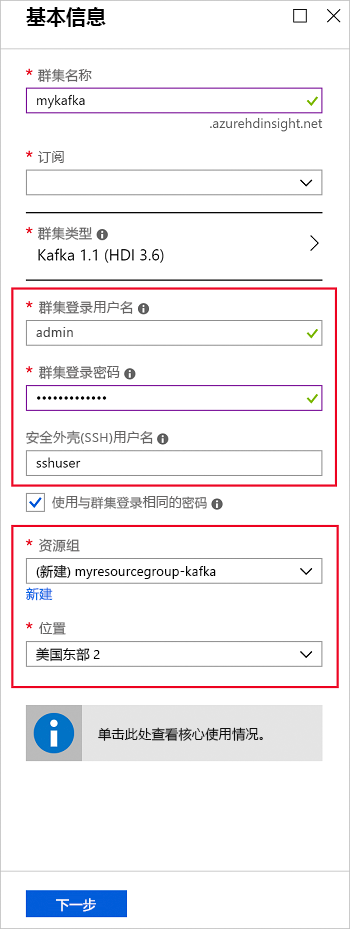 基本信息
* 群集名称
mykafka
.azurehdinsight.net
* 订阅
* 群集类型
Kafka 1.1 (HDI 3.6)
* 群集登录用户名
admin
* 群集登录密码
•••••••••••••
安全外壳(SSH)用户名
sshuser
使用与群集登录相同的密码
* 资源组
(新建) myresourcegroup-kafka
新建
* 位置
美国东部 2
单击此处查看核心使用情况。
下一步